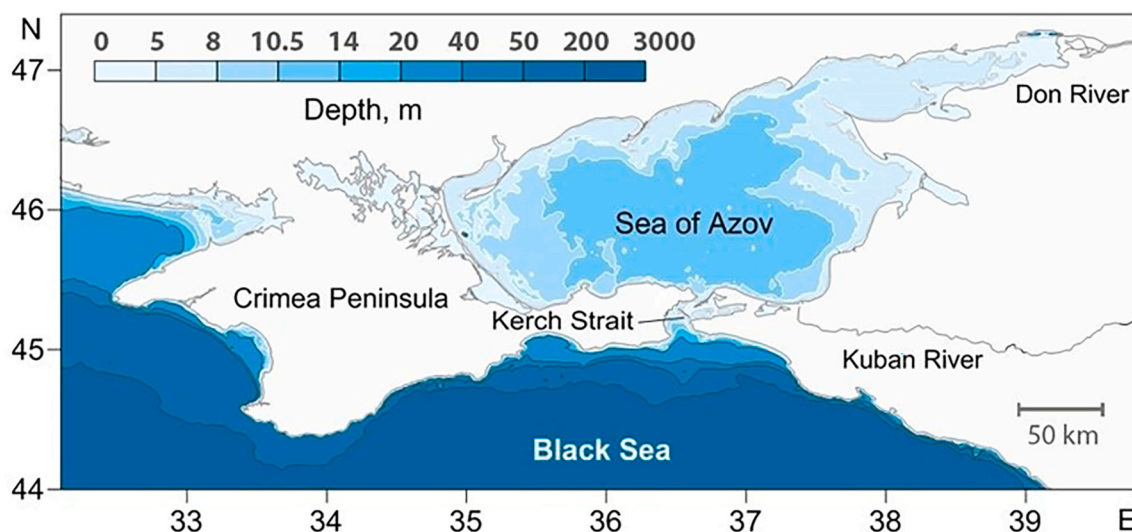 N
0 5 8 10.5 14 20 40 50 200 3000
47
Depth, m
Don River
46
Sea of Azov
Crimea Peninsula
Kerch Strait
45
Kuban River
50 km
Black Sea
44
33 34 35 36 37 38 39 E